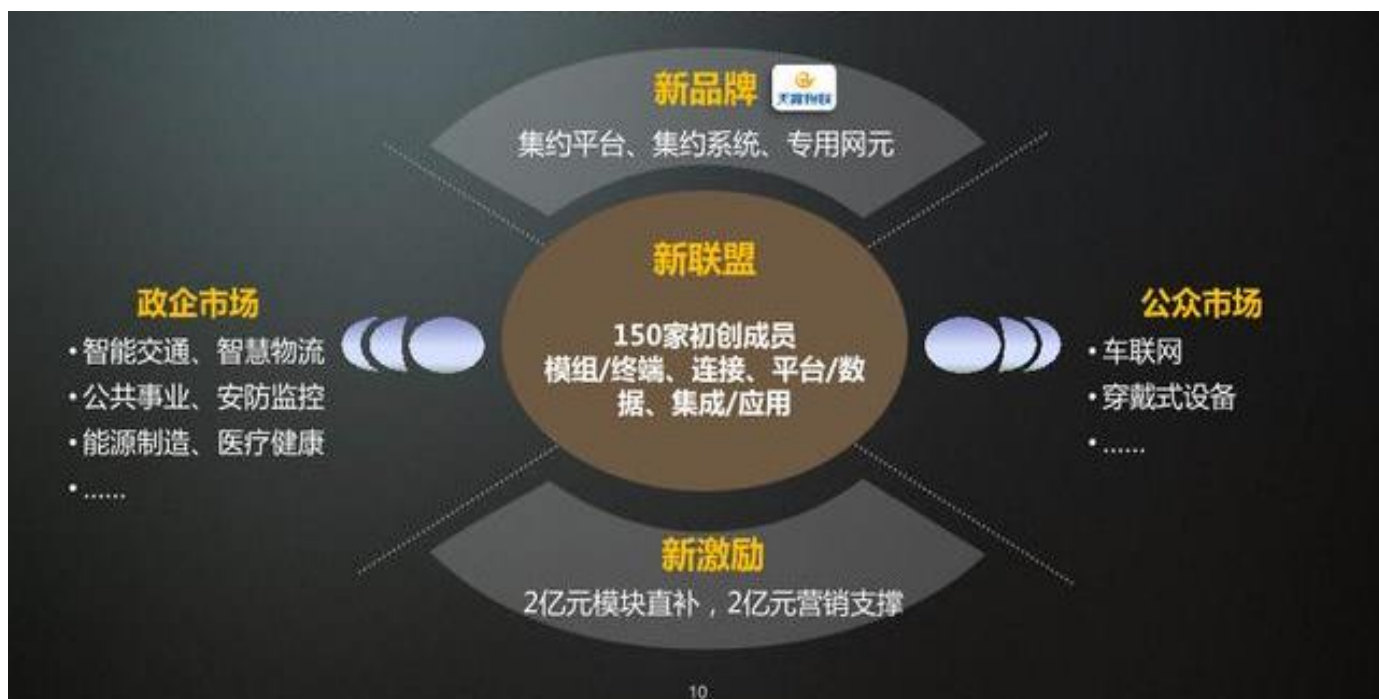 新品牌
天翼物联
集约平台、集约系统、专用网元
新联盟
150家初创成员
模组/终端、连接、平台/数
据、集成/应用
政企市场
•智能交通、智慧物流
•公共事业、安防监控
•能源制造、医疗健康
•......
公众市场
•车联网
•穿戴式设备
•......
新激励
2亿元模块直补，2亿元营销支撑
10